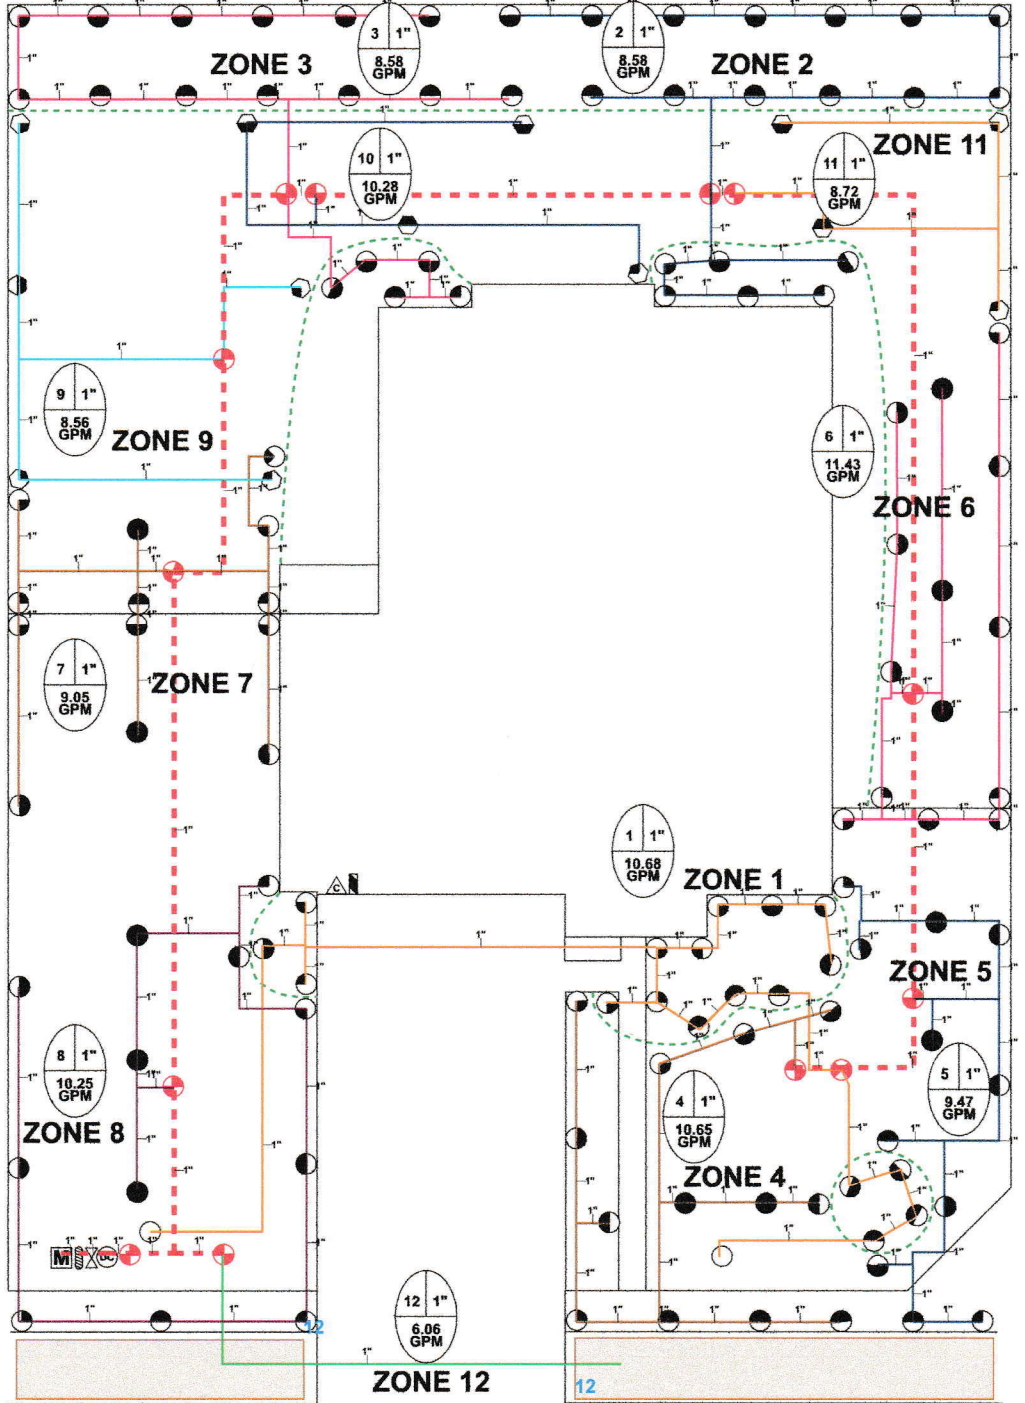 3 1"
8.58
GPM
2 1"
8.58
GPM
ZONE 3
ZONE 2
ZONE 11
10 1"
10.28
GPM
11 1"
8.72
GPM
9 1"
8.56
GPM
ZONE 9
6 1"
11.43
GPM
ZONE 6
7 1"
9.05
GPM
ZONE 7
1 1"
10.68
GPM
ZONE 1
C
ZONE 5
8 1"
10.25
GPM
ZONE 8
4 1"
10.65
GPM
5 1"
9.47
GPM
ZONE 4
M
DC
12 1"
6.06
GPM
12
ZONE 12
12